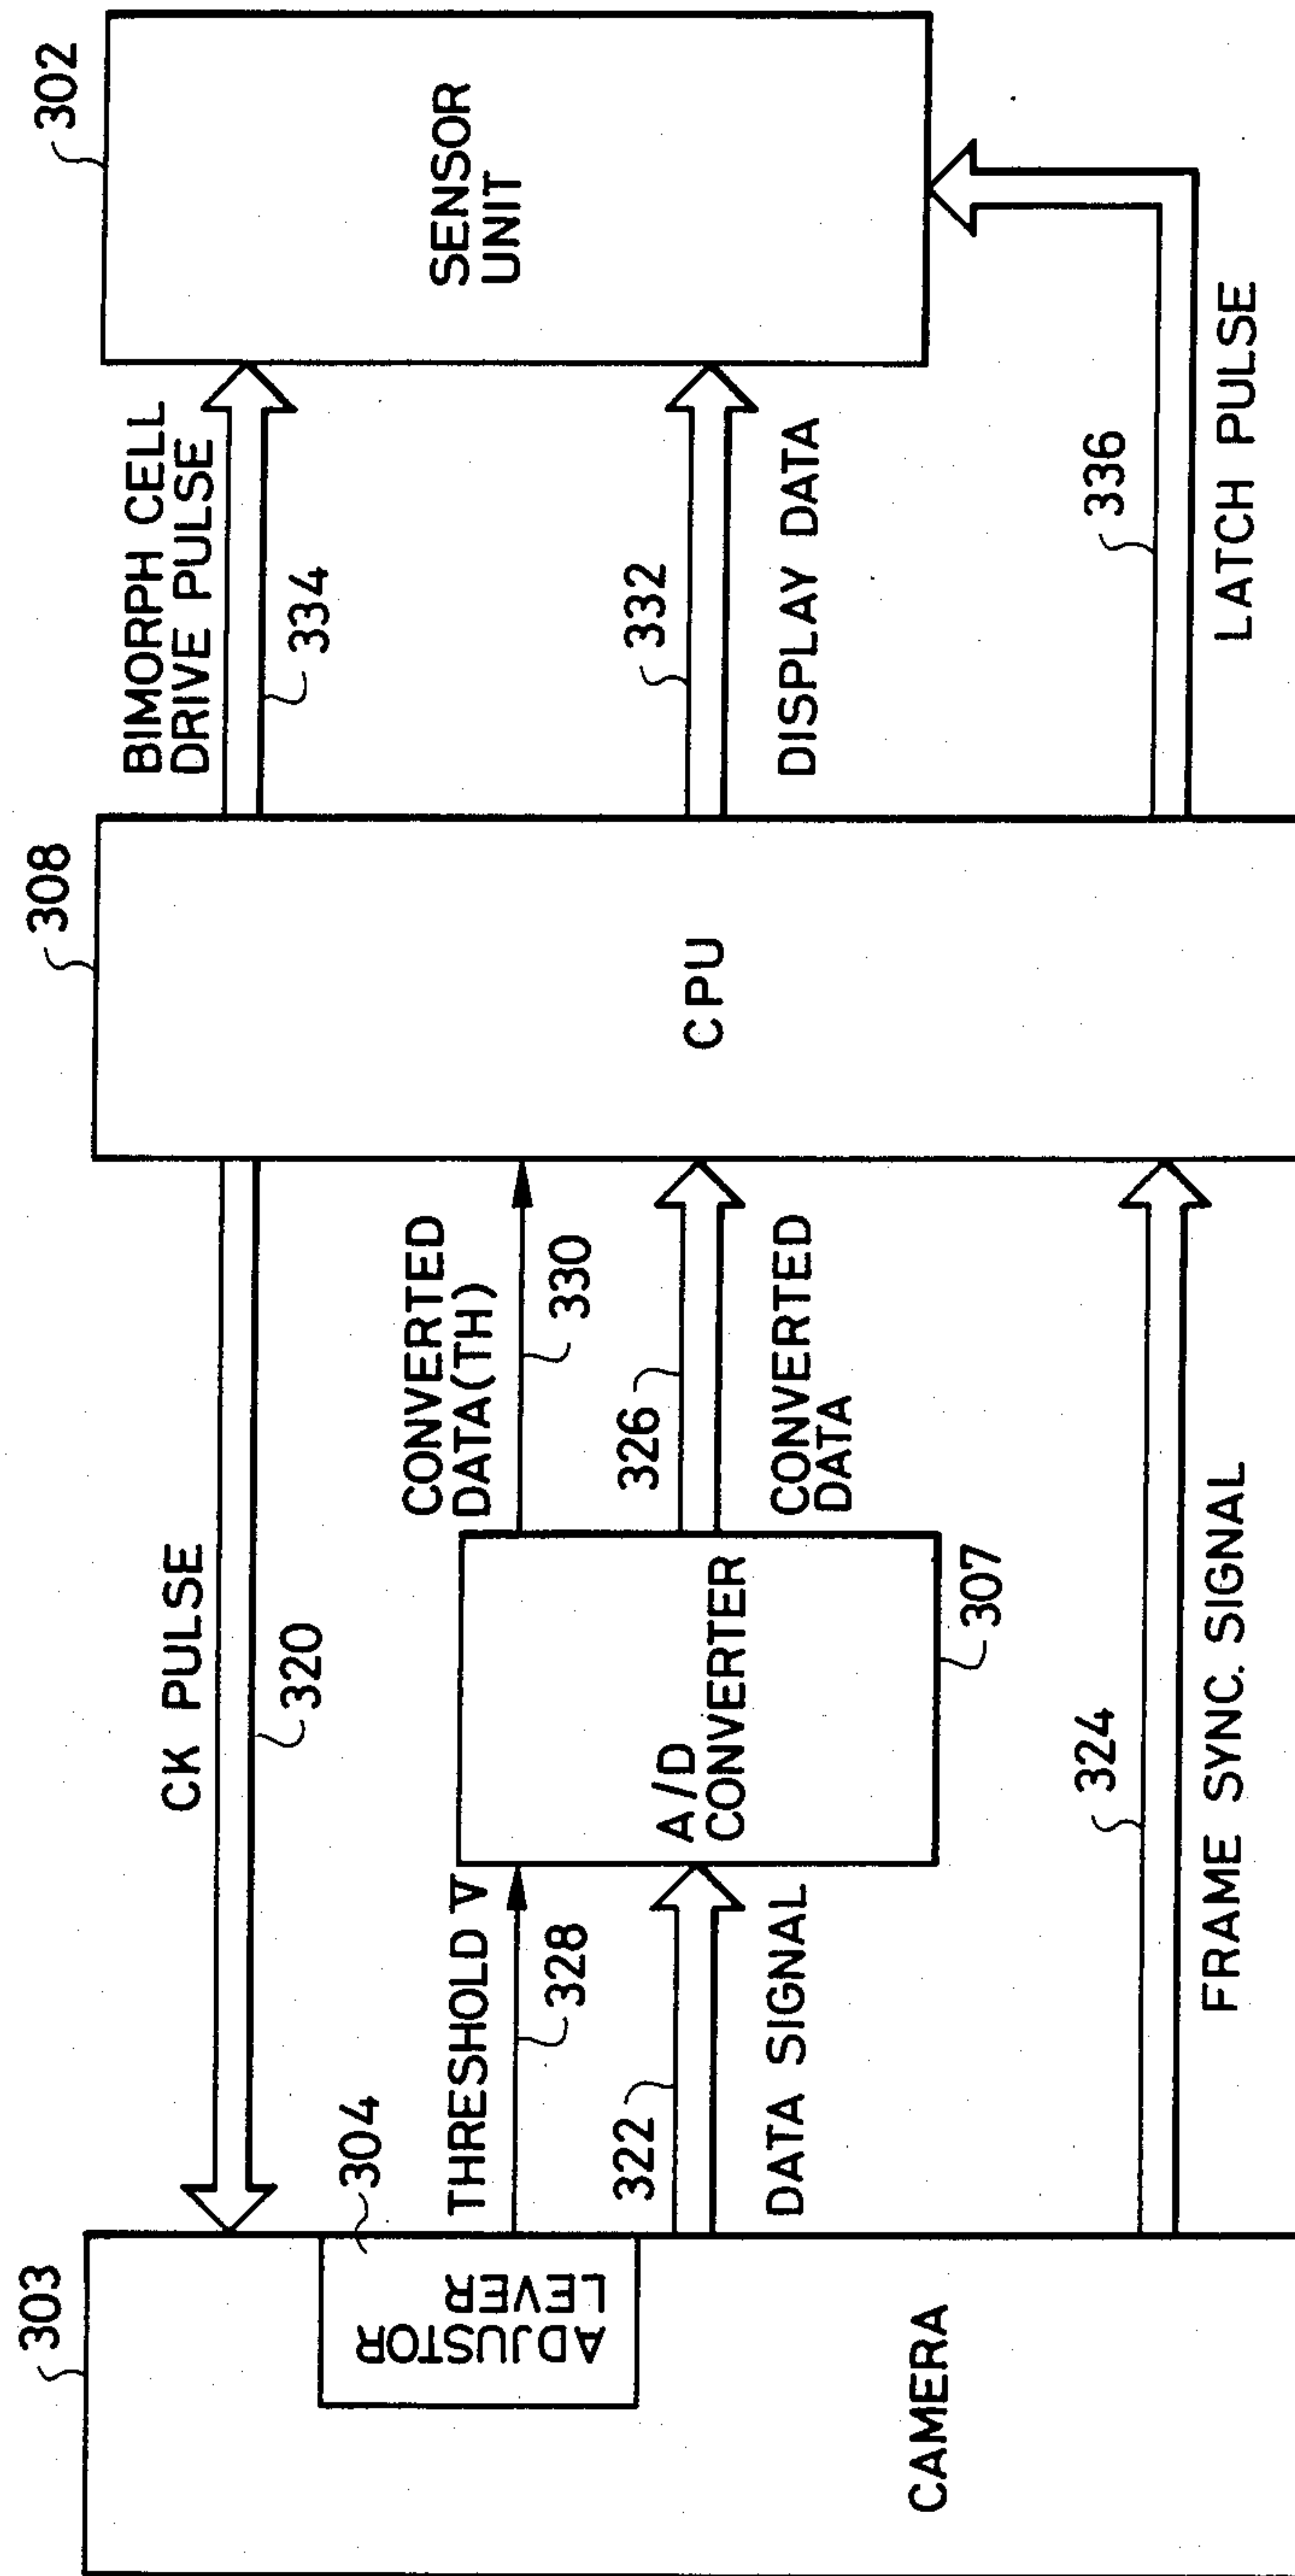 303
CAMERA
ADJUSTOR
LEVER
304
CK PULSE
320
THRESHOLD V
328
322
DATA SIGNAL
324
FRAME SYNC. SIGNAL
A/D
CONVERTER
307
CONVERTED
DATA(TH)
330
326
CONVERTED
DATA
308
CPU
BIMORPH CELL
DRIVE PULSE
334
332
DISPLAY DATA
336
LATCH PULSE
302
SENSOR
UNIT